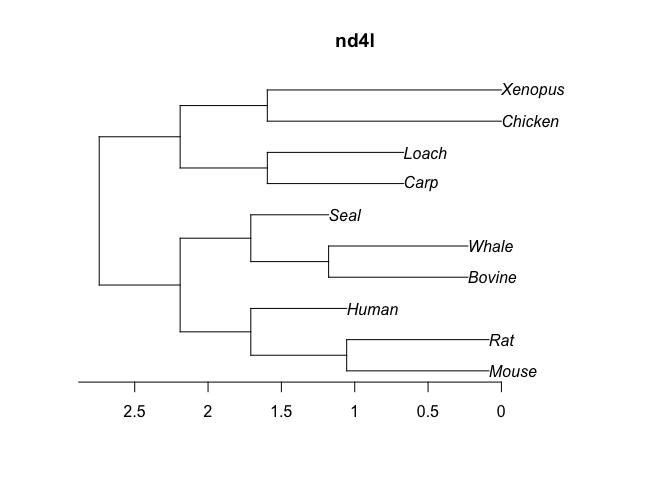 nd4l
Xenopus
Chicken
Loach
Carp
Seal
Whale
Bovine
Human
Rat
Mouse
2.5 2 1.5 1 0.5 0